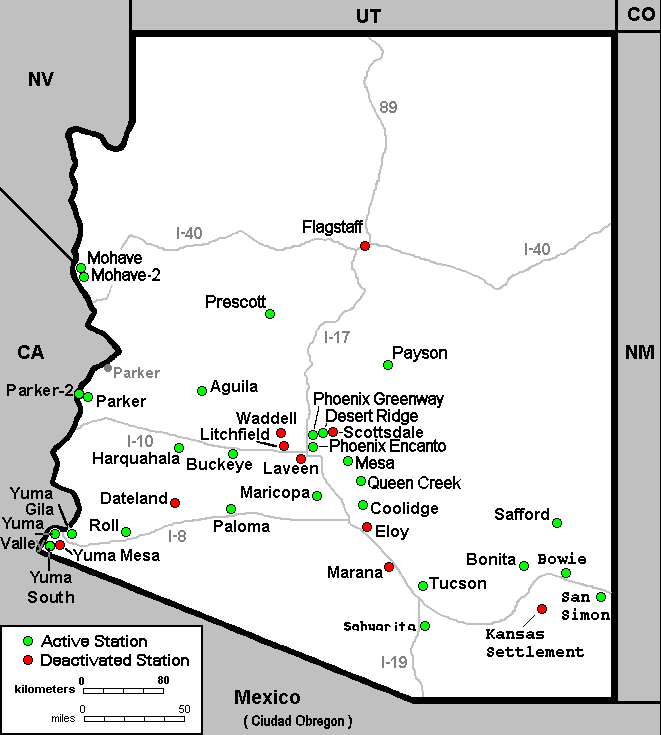 UT
CO
NV
89
Flagstaff
I-40
I-40
Mohave
Mohave-2
Prescott
I-17
CA
NM
Payson
Parker
Parker-2
Parker
Aguila
Phoenix Greenway
Desert Ridge
Waddell
Litchfield
Scottsdale
I-10
Phoenix Encanto
Harquahala
Buckeye
Laveen
Mesa
Queen Creek
Yuma
Gila
Dateland
Maricopa
Coolidge
Safford
Yuma
Valley
Roll
I-8
Paloma
Eloy
Yuma Mesa
Bonita
Bowie
Yuma
South
Marana
Tucson
San
Simon
Sahuarita
Kansas
Settlement
Active Station
Deactivated Station
I-19
kilometers
0
80
miles
0
50
Mexico
( Ciudad Obregon )